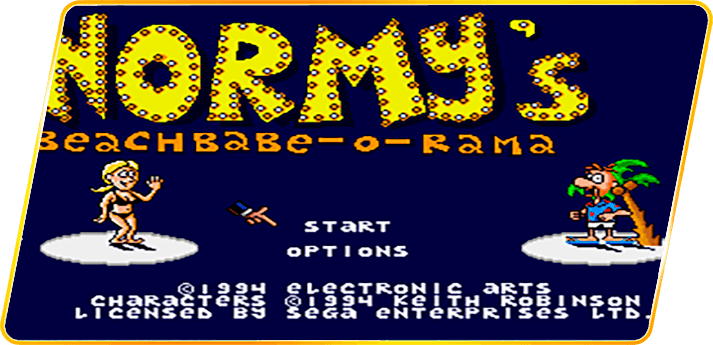 NORMY's
BEACHBABE-O-RAMA
START
OPTIONS
©1994 ELECTRONIC ARTS
CHARACTERS ©1994 KEITH ROBINSON
LICENSED BY SEGA ENTERPRISES LTD.